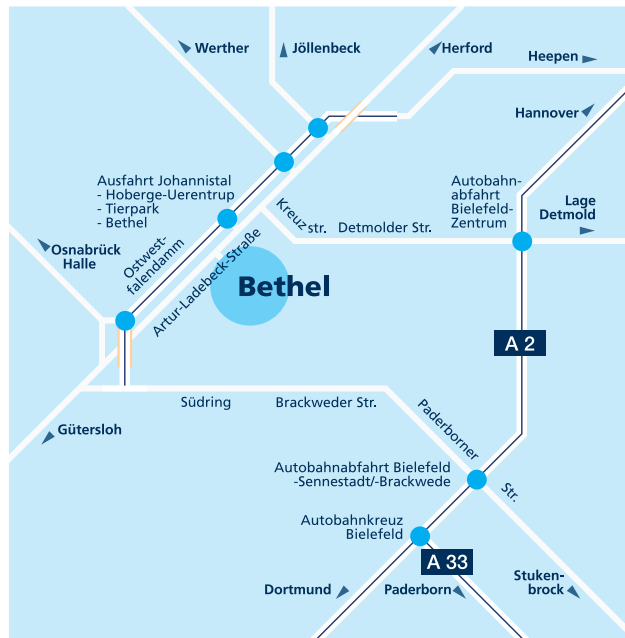 Werther
Jöllenbeck
Herford
Heepen
Hannover
Ausfahrt Johannistal
- Hoberge-Uerentrup
- Tierpark
- Bethel
Autobahn-
abfahrt
Bielefeld-
Zentrum
Lage
Detmold
Kreuz
str.
Detmolder Str.
Osnabrück
Halle
Ostwest-
falendamm
Artur-Ladebeck-Straße
Bethel
A 2
Südring
Brackweder Str.
Paderborner
Str.
Gütersloh
Autobahnabfahrt Bielefeld
-Sennestadt/-Brackwede
Autobahnkreuz
Bielefeld
A 33
Dortmund
Paderborn
Stuken-
brock